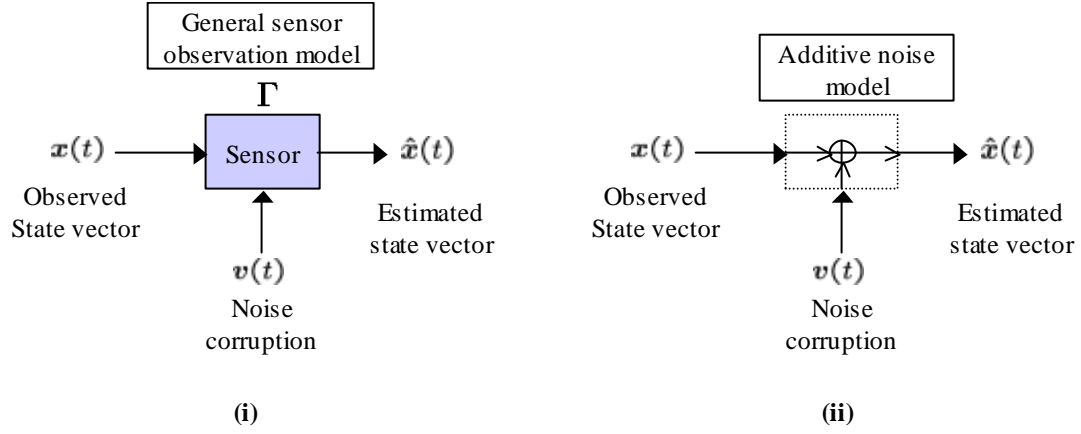 General sensor
observation model
Γ
x(t)
Sensor
x̂(t)
Observed
State vector
Estimated
state vector
v(t)
Noise
corruption
(i)
Additive noise
model
x(t)
x̂(t)
Observed
State vector
Estimated
state vector
v(t)
Noise
corruption
(ii)